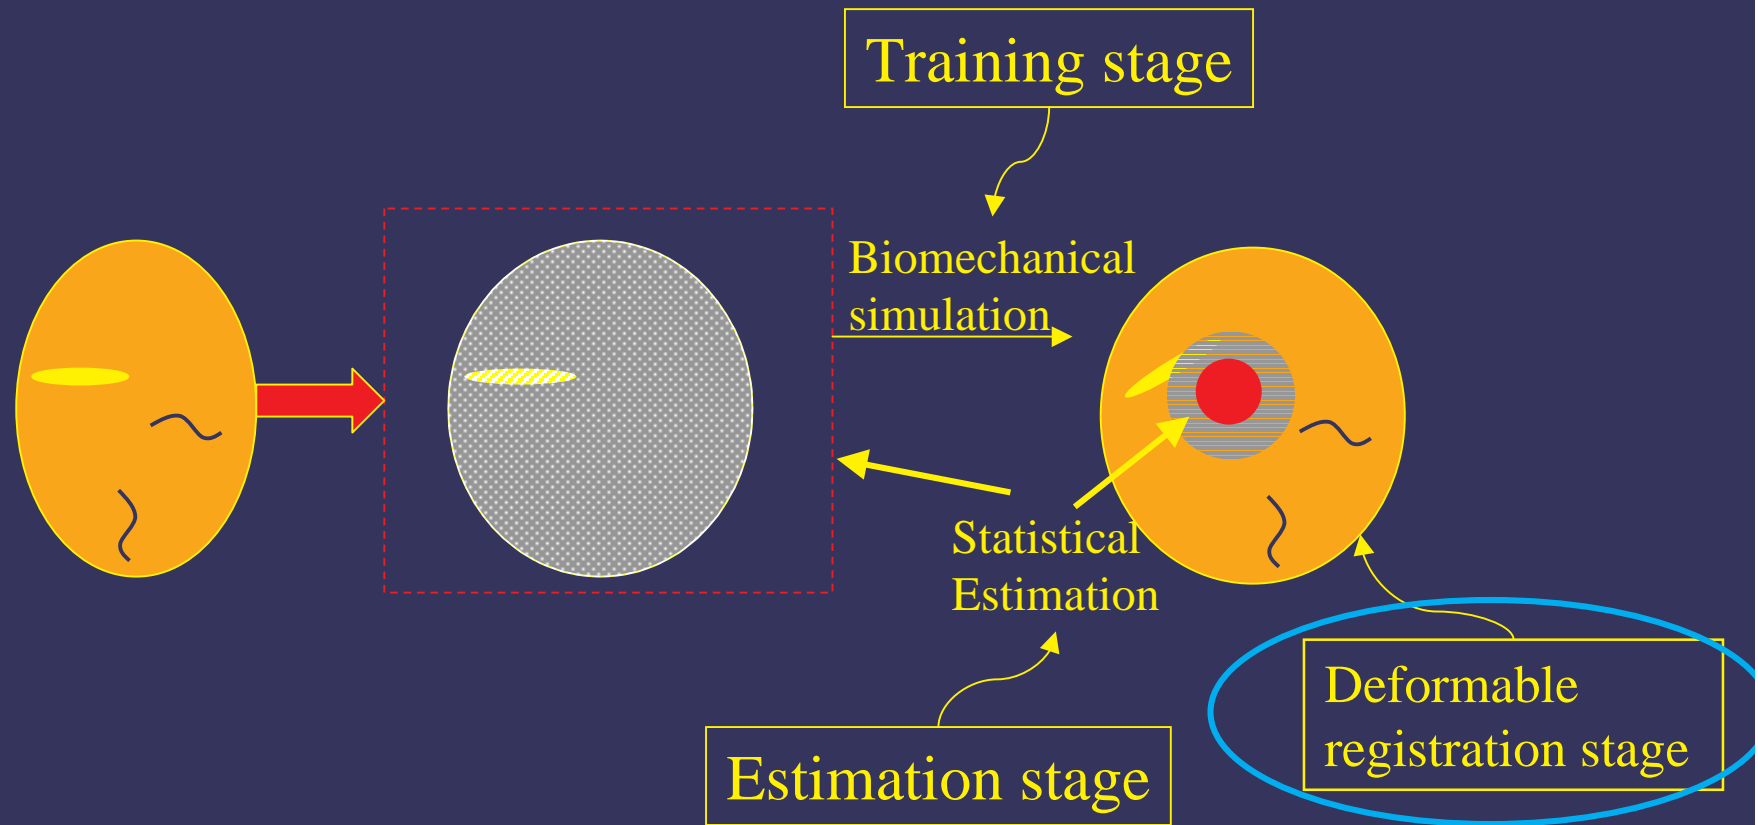 Training stage
Biomechanical
simulation
Statistical
Estimation
Deformable
registration stage
Estimation stage